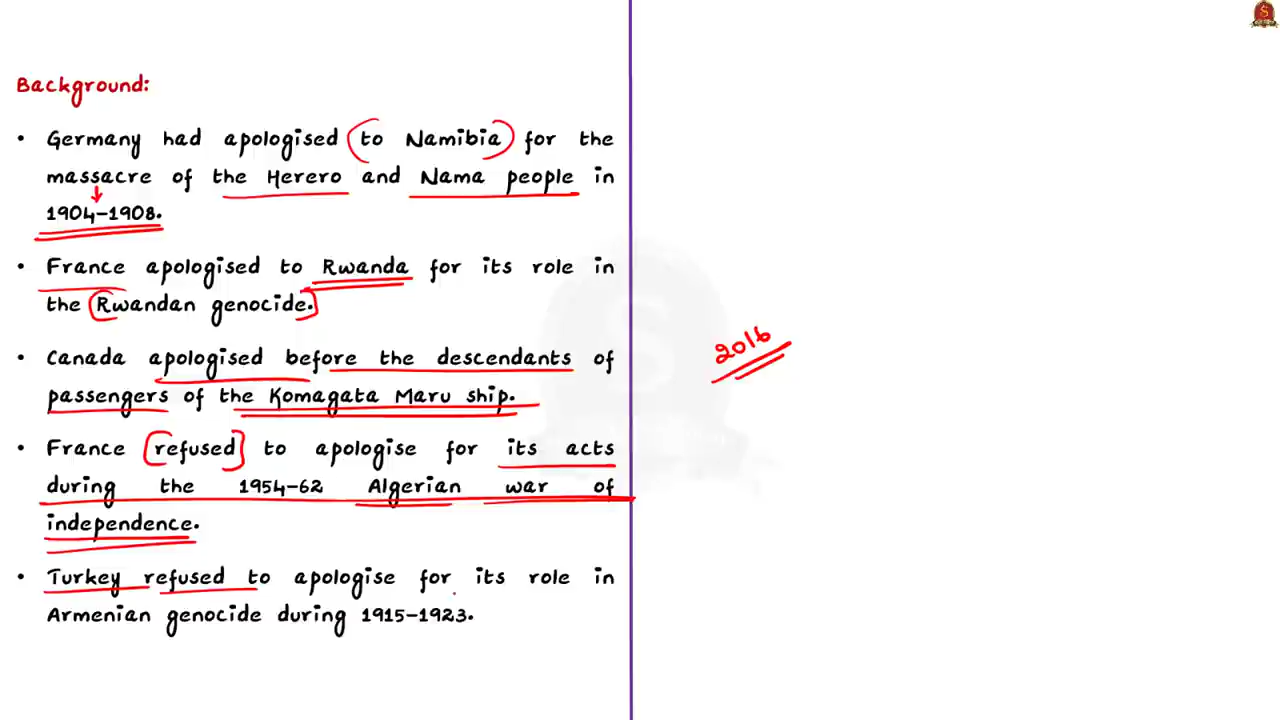 Background:
• Germany had apologised to Namibia for the
massacre of the Herero and Nama people in
1904-1908.
• France apologised to Rwanda for its role in
the Rwandan genocide.
• Canada apologised before the descendants of
passengers of the Komagata Maru ship.
• France refused to apologise for its acts
during the 1954-62 Algerian war of
independence.
• Turkey refused to apologise for its role in
Armenian genocide during 1915-1923.
2016
S